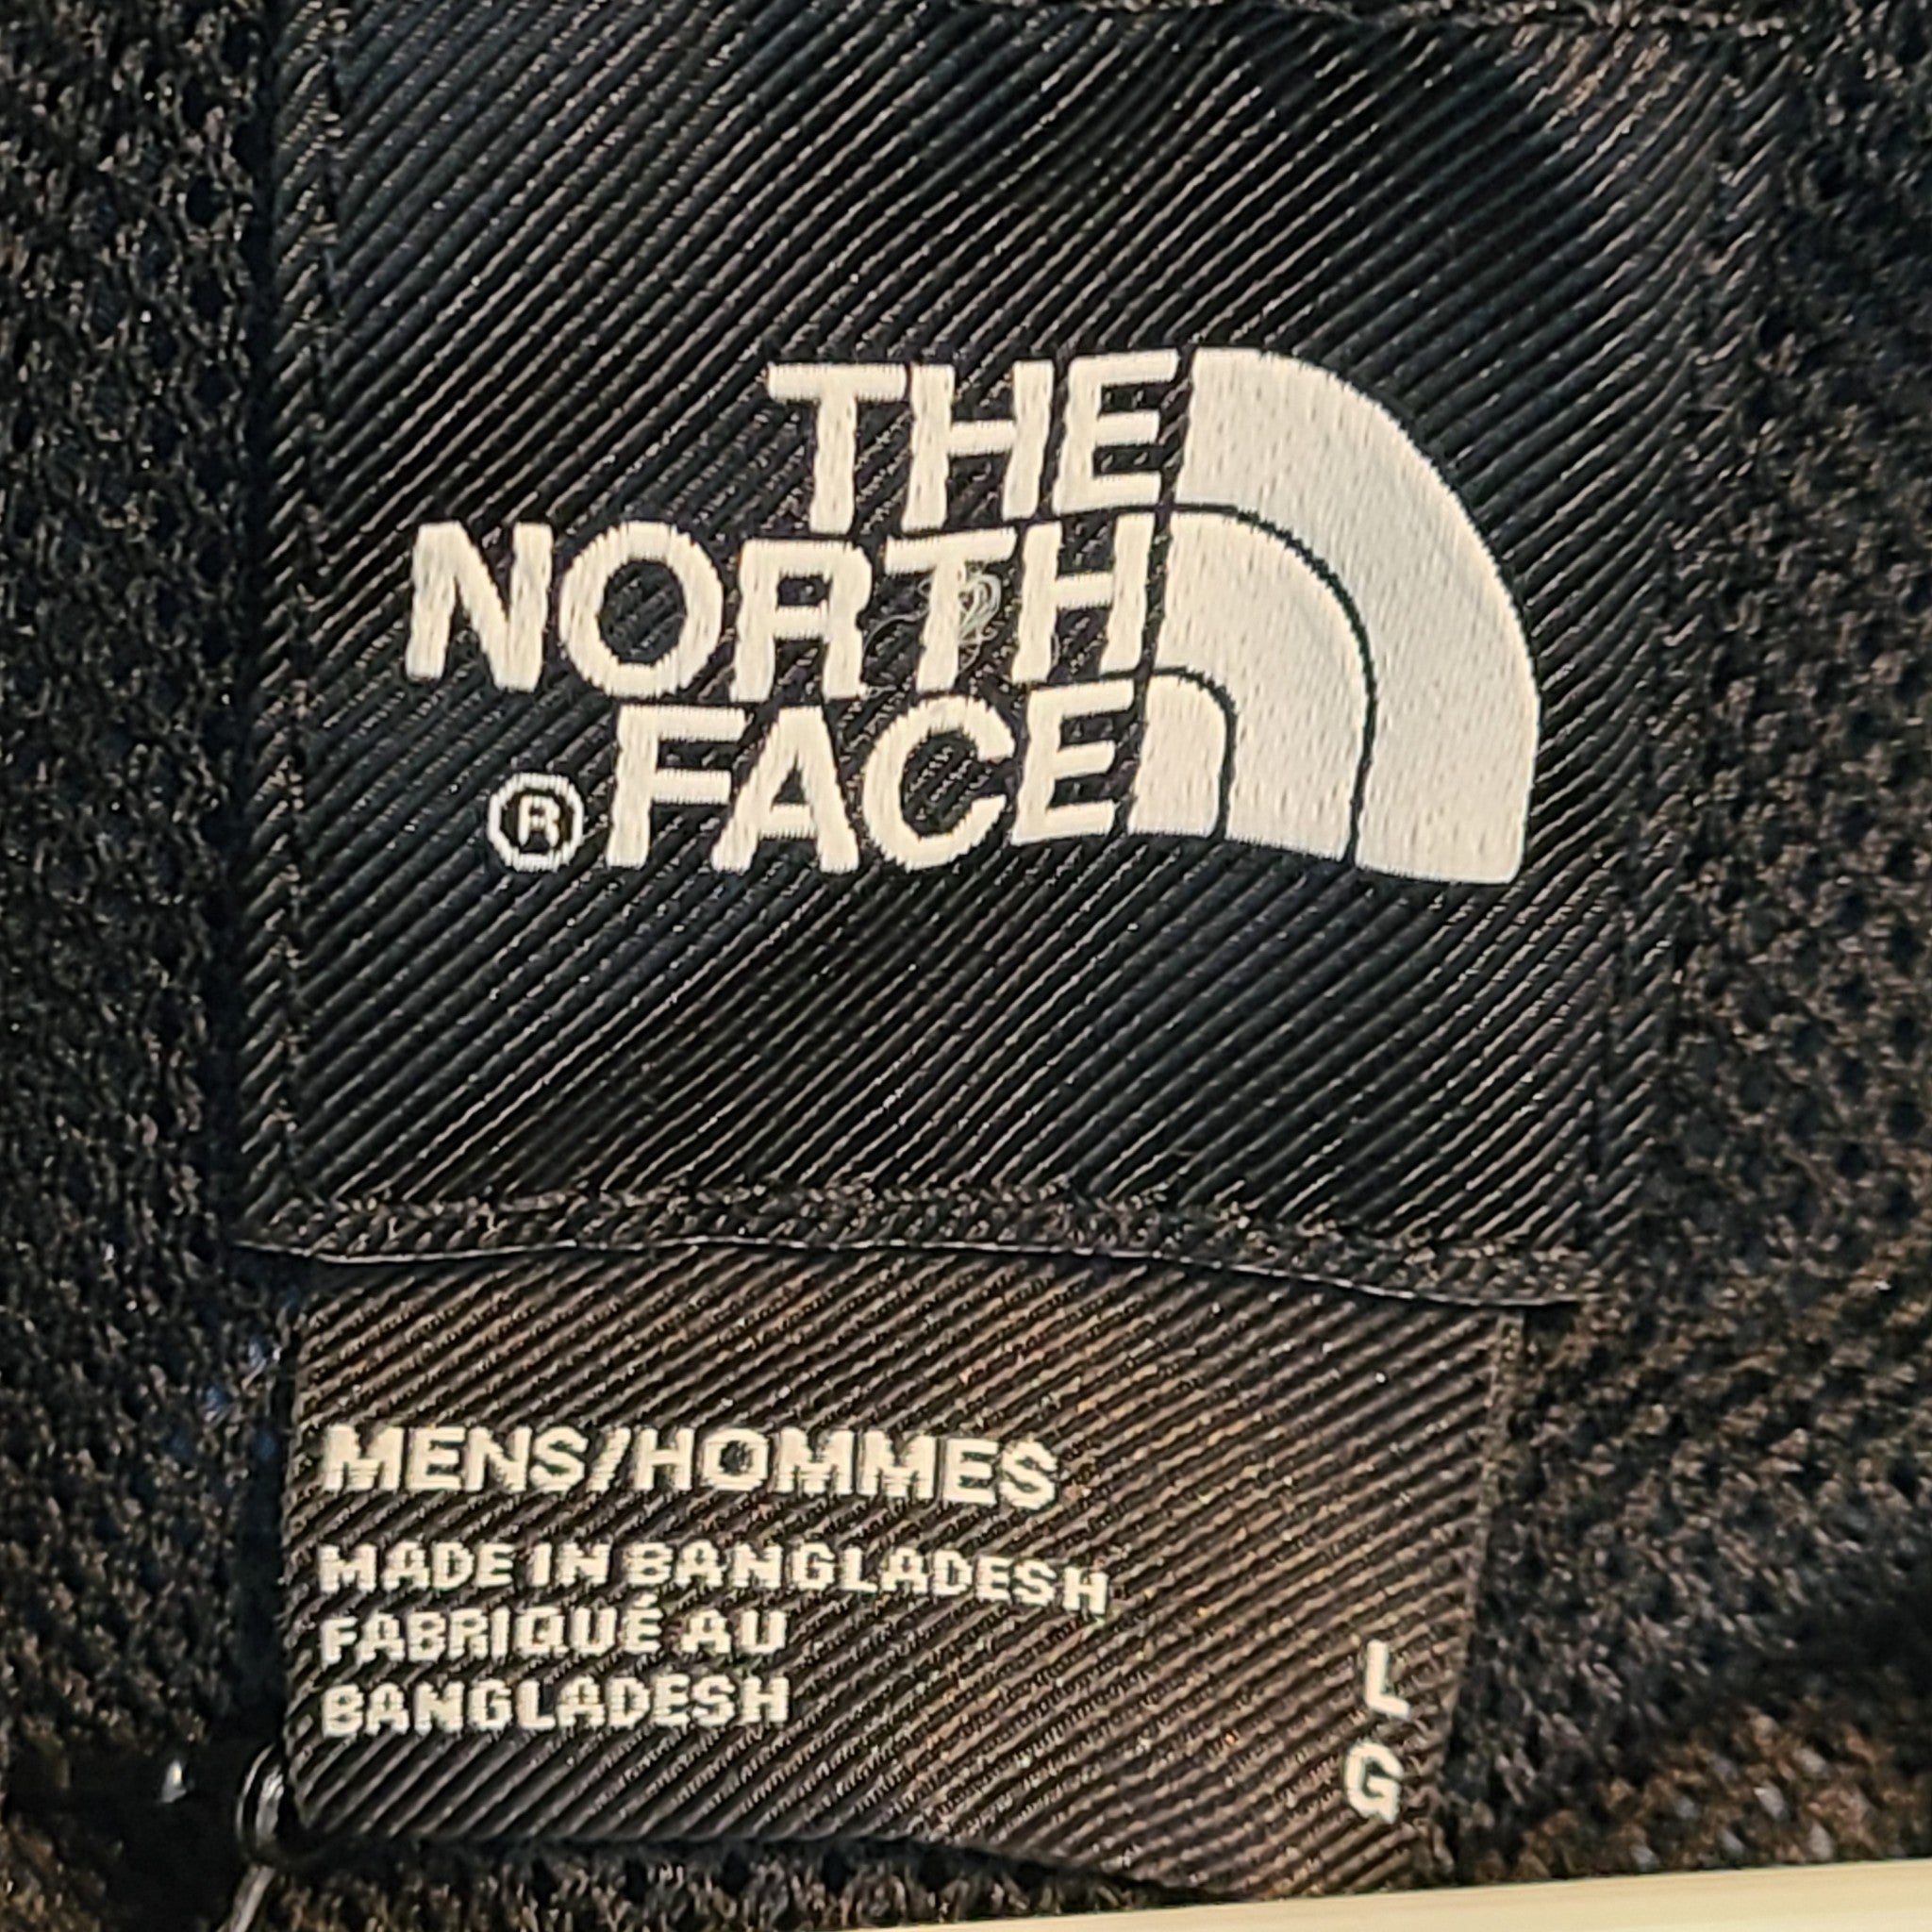 THE
NORTH
® FACE
MENS/HOMMES
MADE IN BANGLADESH
FABRIQUÉ AU
BANGLADESH
L
G